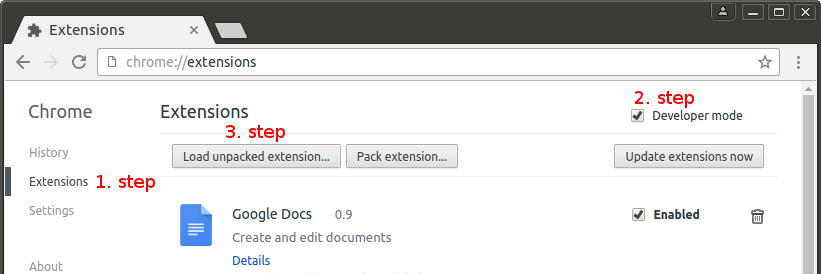 Extensions
chrome://extensions
Chrome
Extensions
2. step
Developer mode
3. step
History
Load unpacked extension...
Pack extension...
Update extensions now
Extensions
1. step
Settings
Google Docs 0.9
Enabled
Create and edit documents
Details
About